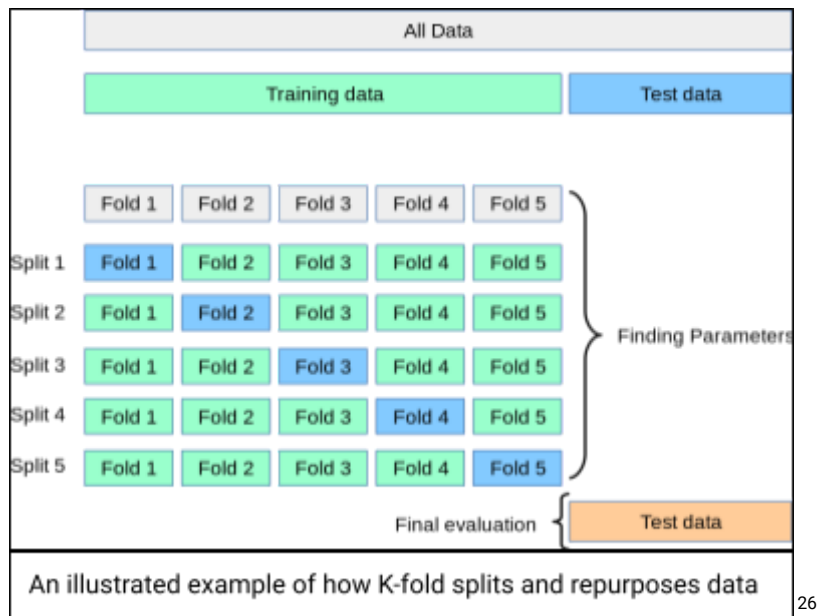 All Data
Training data Test data
Fold 1 Fold 2 Fold 3 Fold 4 Fold 5
Split 1 Fold 1 Fold 2 Fold 3 Fold 4 Fold 5
Split 2 Fold 1 Fold 2 Fold 3 Fold 4 Fold 5
Finding Parameters
Split 3 Fold 1 Fold 2 Fold 3 Fold 4 Fold 5
Split 4 Fold 1 Fold 2 Fold 3 Fold 4 Fold 5
Split 5 Fold 1 Fold 2 Fold 3 Fold 4 Fold 5
Final evaluation Test data
An illustrated example of how K-fold splits and repurposes data
26